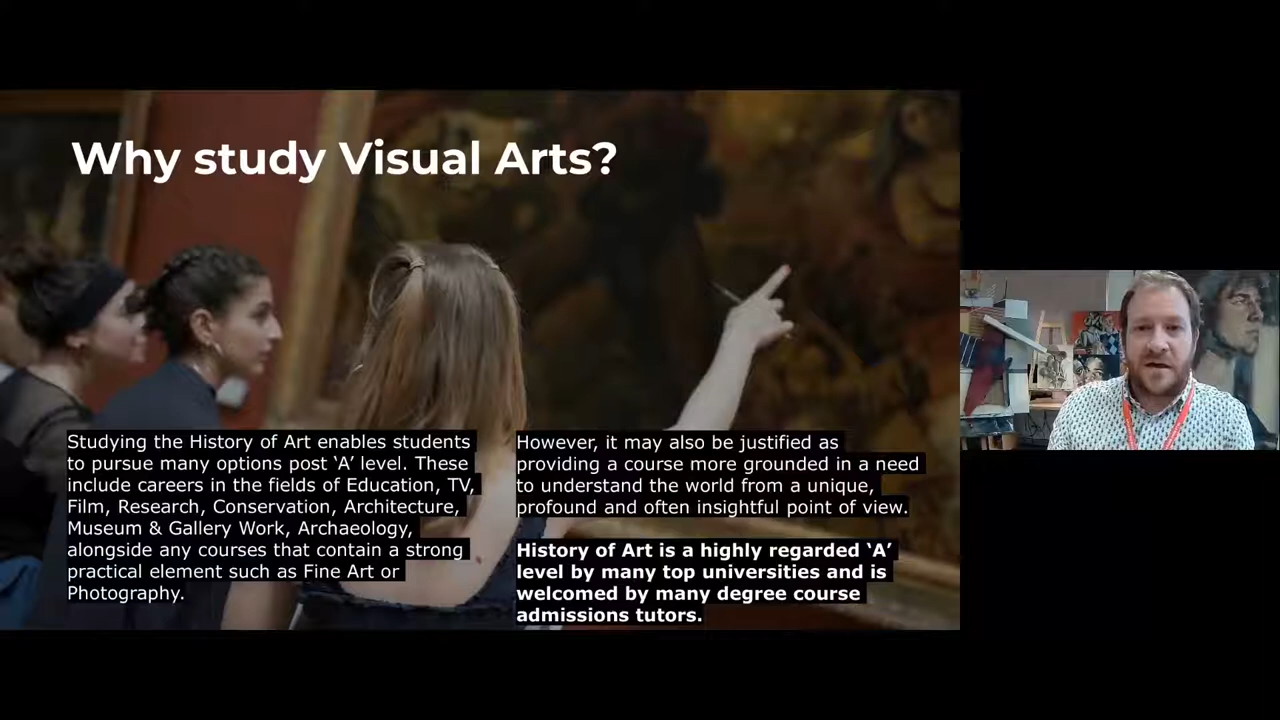 Why study Visual Arts?
Studying the History of Art enables students
to pursue many options post ‘A’ level. These
include careers in the fields of Education, TV,
Film, Research, Conservation, Architecture,
Museum & Gallery Work, Archaeology,
alongside any courses that contain a strong
practical element such as Fine Art or
Photography.
However, it may also be justified as
providing a course more grounded in a need
to understand the world from a unique,
profound and often insightful point of view.
History of Art is a highly regarded ‘A’
level by many top universities and is
welcomed by many degree course
admissions tutors.